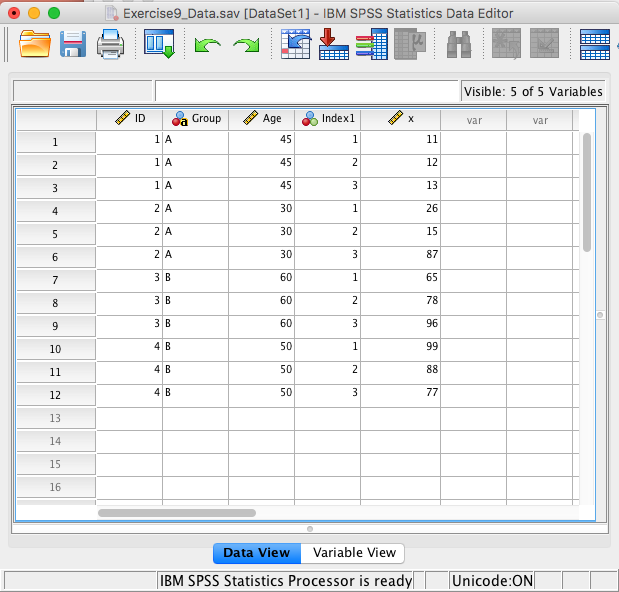 Exercise9_Data.sav [DataSet1] - IBM SPSS Statistics Data Editor
Visible: 5 of 5 Variables
ID a Group Age Index1 x var var
1 1 A 45 1 11
2 1 A 45 2 12
3 1 A 45 3 13
4 2 A 30 1 26
5 2 A 30 2 15
6 2 A 30 3 87
7 3 B 60 1 65
8 3 B 60 2 78
9 3 B 60 3 96
10 4 B 50 1 99
11 4 B 50 2 88
12 4 B 50 3 77
13
14
15
16
Data View Variable View
IBM SPSS Statistics Processor is ready Unicode:ON